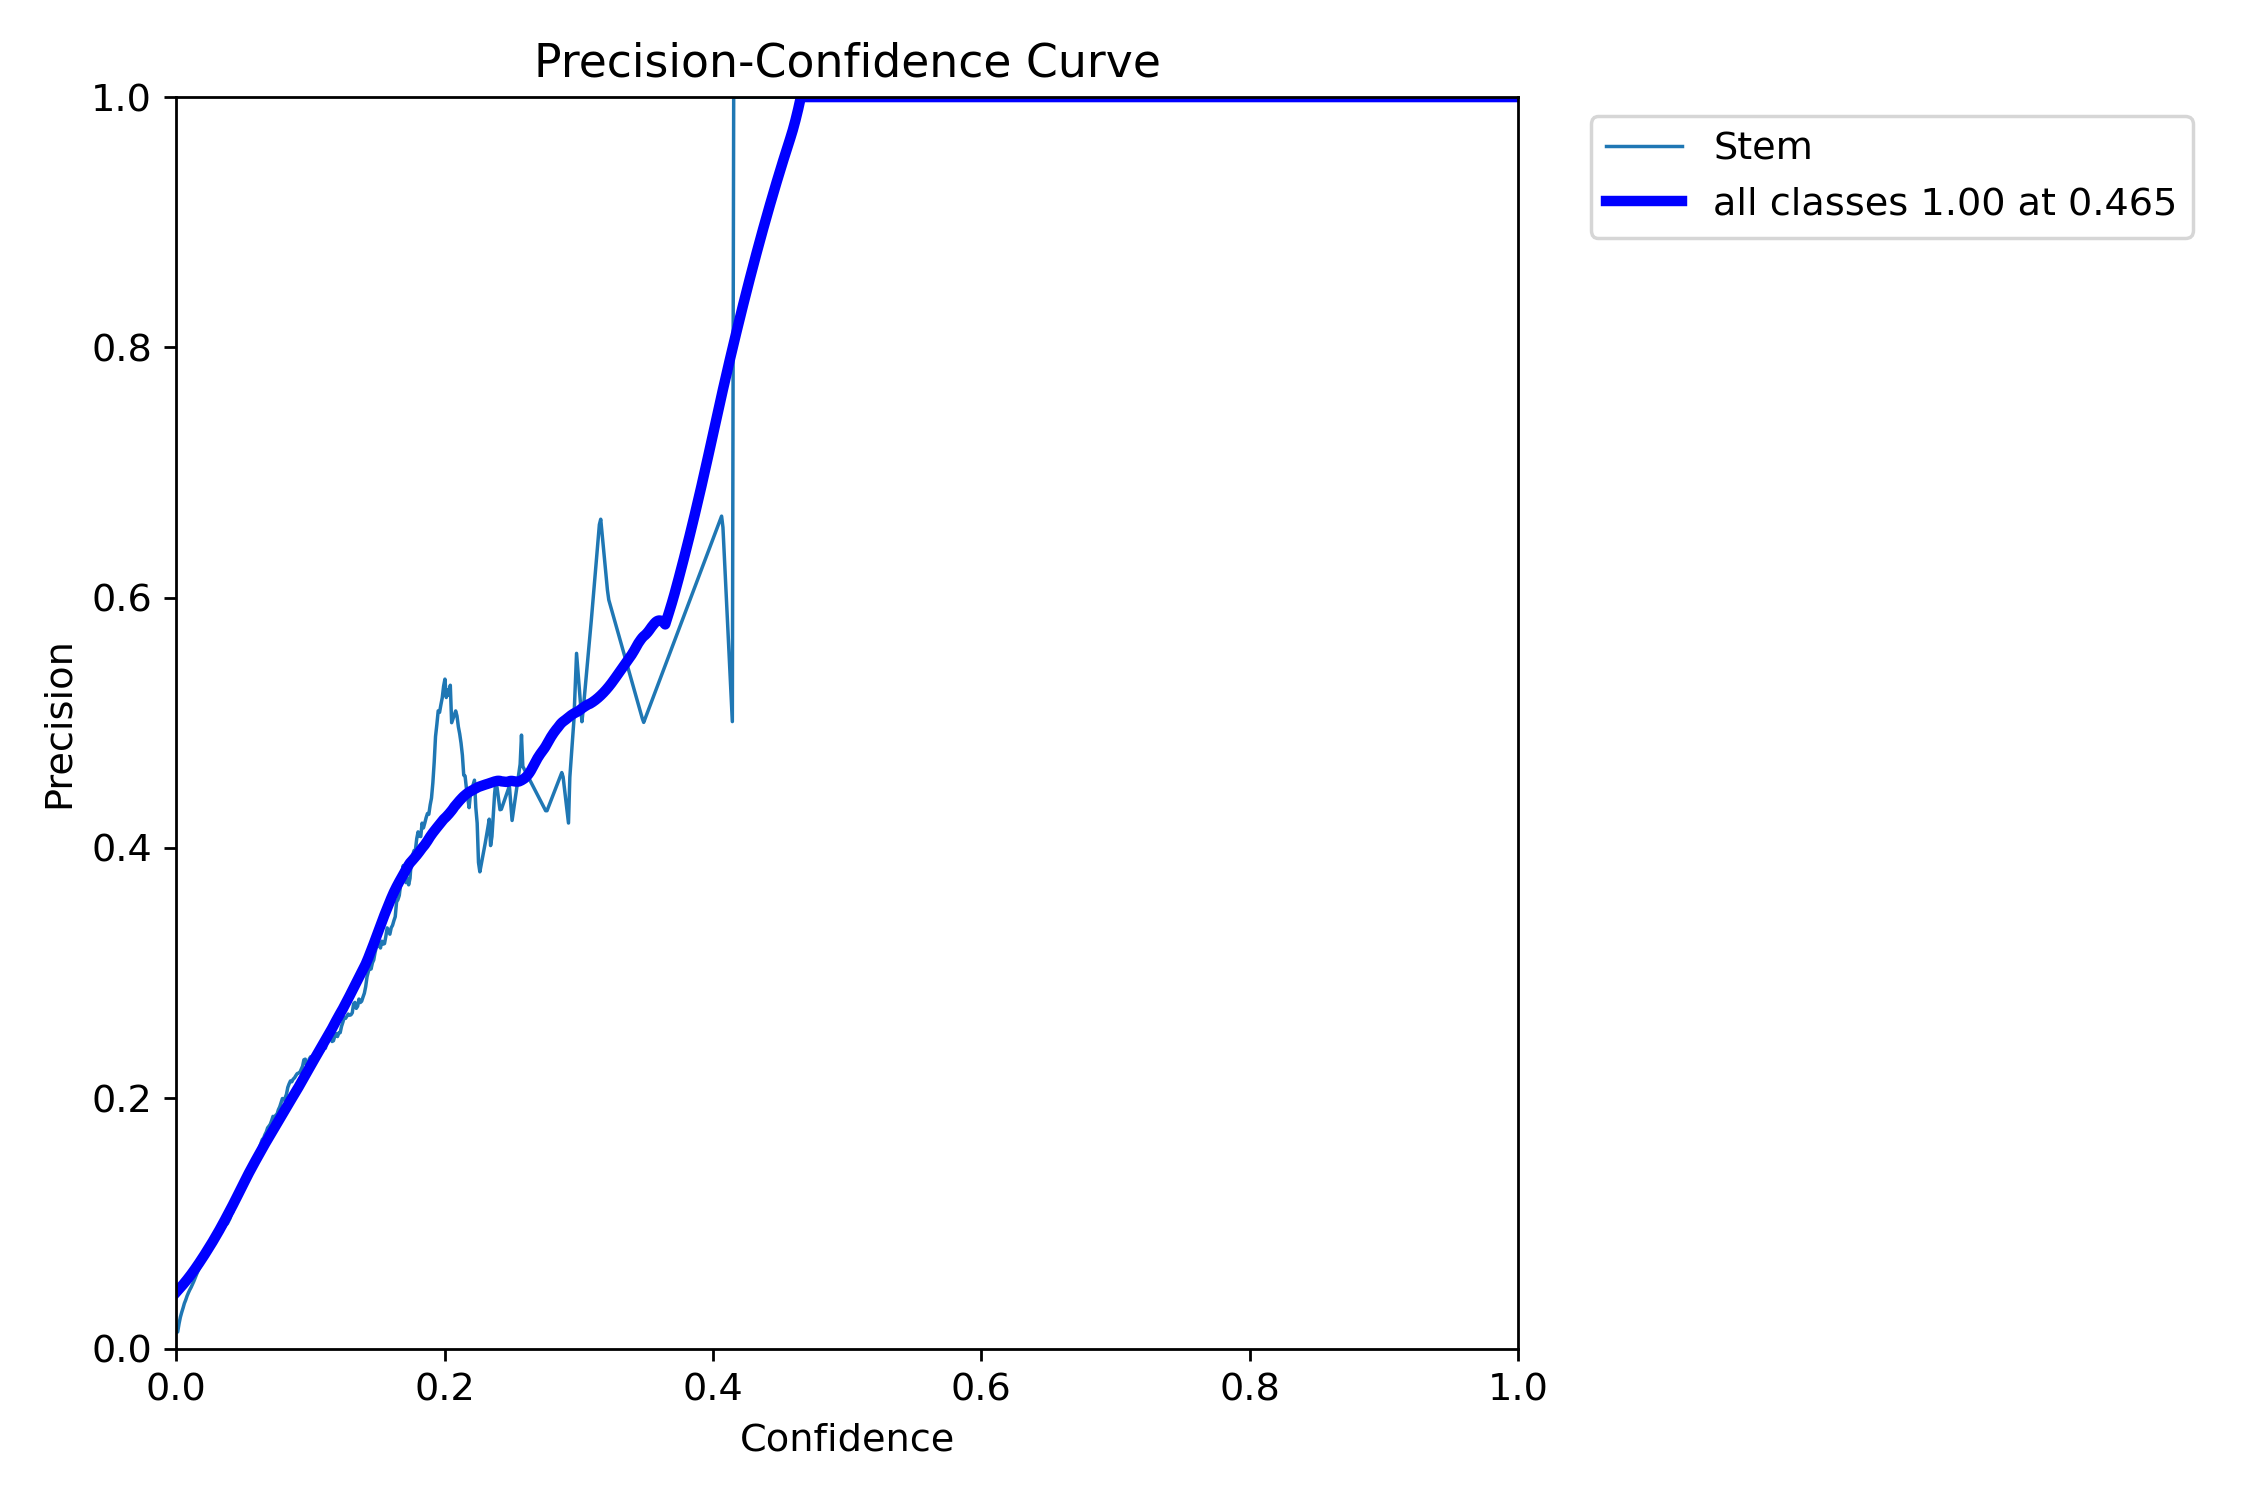 Precision-Confidence Curve
1.0
0.8
0.6
0.4
0.2
0.0
Precision
0.0 0.2 0.4 0.6 0.8 1.0
Confidence
Stem
all classes 1.00 at 0.465